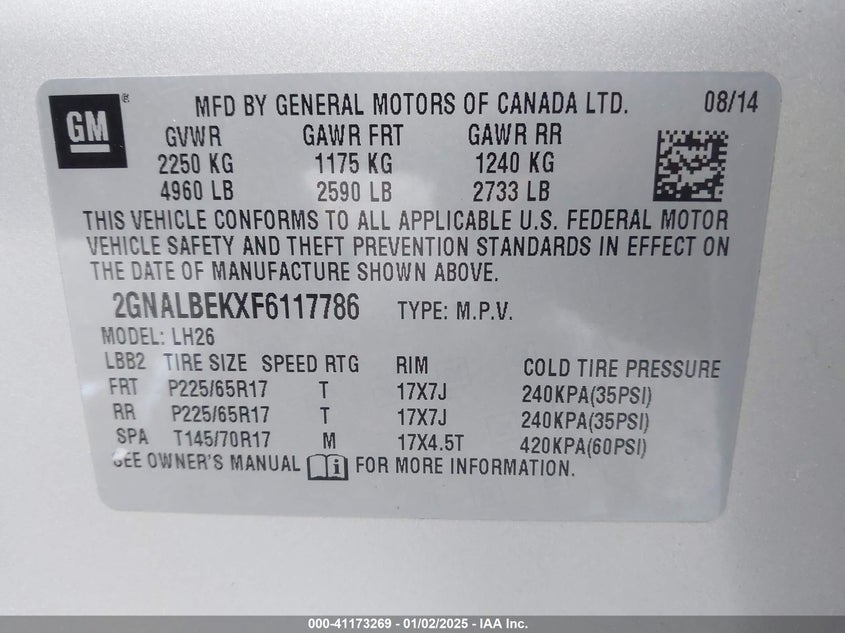 GM ® MFD BY GENERAL MOTORS OF CANADA LTD. 08/14
GVWR GAWR FRT GAWR RR
2250 KG 1175 KG 1240 KG
4960 LB 2590 LB 2733 LB
THIS VEHICLE CONFORMS TO ALL APPLICABLE U.S. FEDERAL MOTOR
VEHICLE SAFETY AND THEFT PREVENTION STANDARDS IN EFFECT ON
THE DATE OF MANUFACTURE SHOWN ABOVE.
2GNALBEKXF6117786 TYPE: M.P.V.
MODEL: LH26
LBB2 TIRE SIZE SPEED RTG RIM COLD TIRE PRESSURE
FRT P225/65R17 T 17X7J 240KPA(35PSI)
RR P225/65R17 T 17X7J 240KPA(35PSI)
SPA T145/70R17 M 17X4.5T 420KPA(60PSI)
SEE OWNER'S MANUAL i FOR MORE INFORMATION.
000-41173269 — 01/02/2025 — IAA Inc.